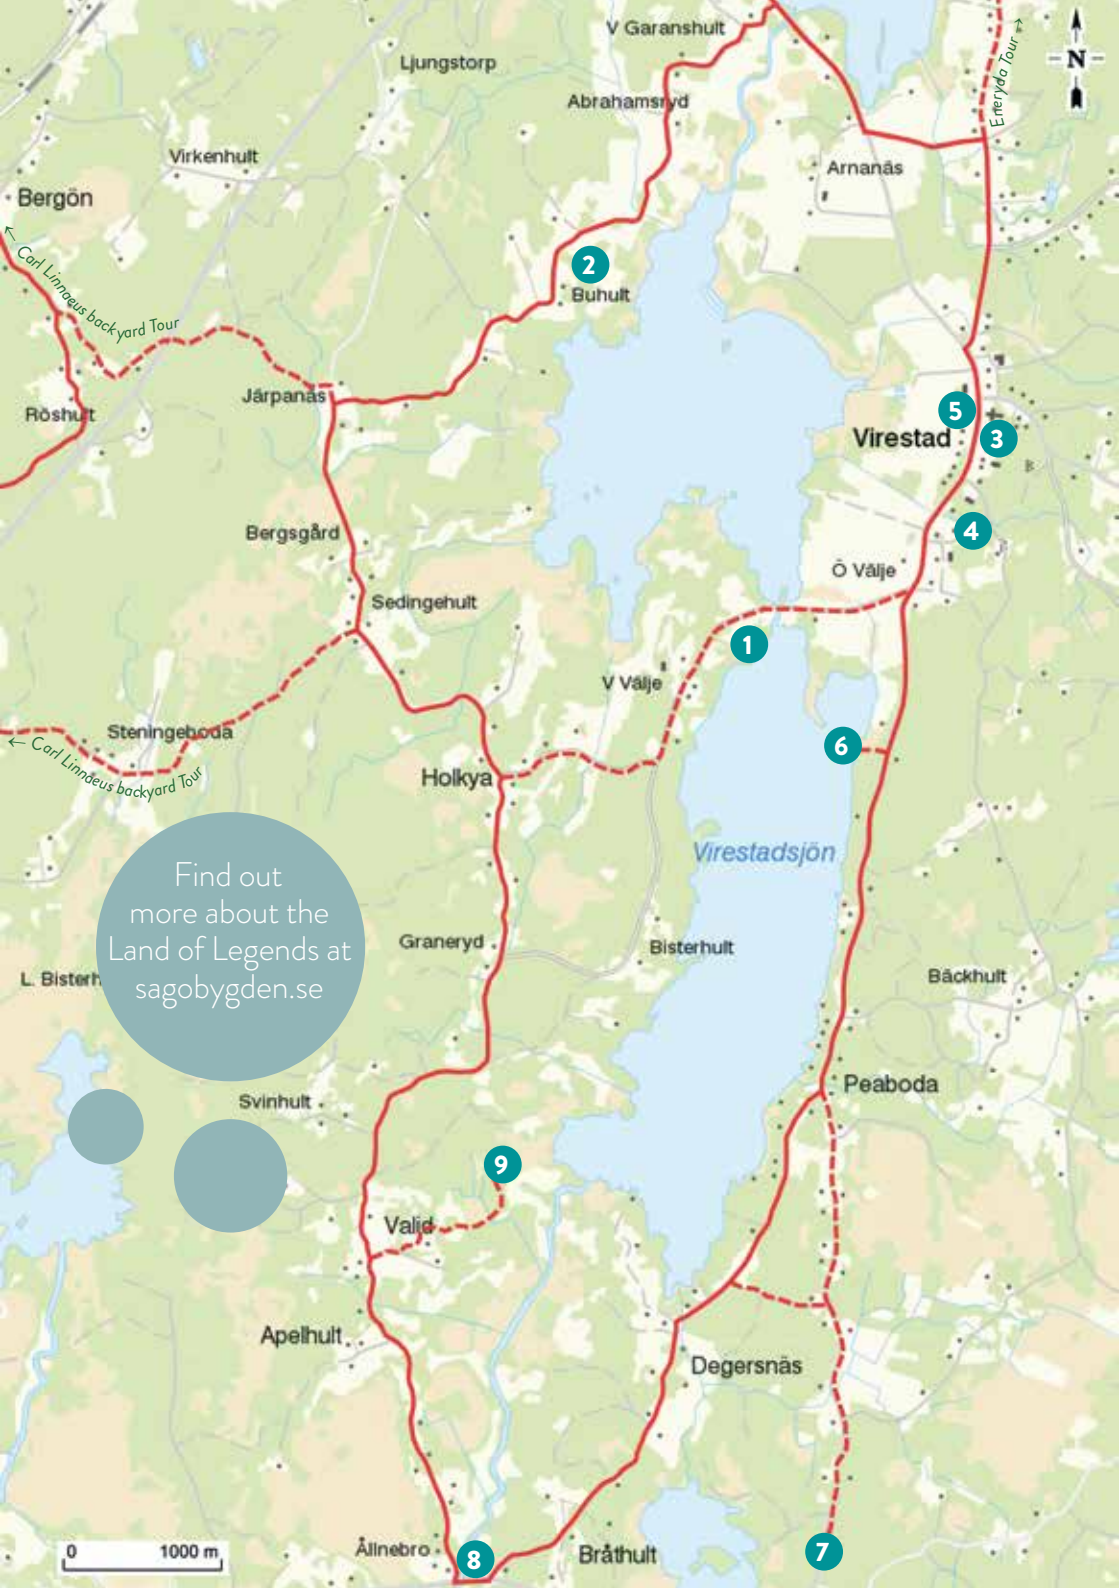 V Garanshult
Ljungstorp
Emeryda Tour →
N
Abrahamsryd
Virkenhult
Arnanäs
Bergön
← Carl Linnaeus backyard Tour
2
Buhult
Järpanäs
Röshult
5
Virestad
3
4
Bergsgård
Ö Välje
Sedingehult
1
V Välje
Steningeboda
← Carl Linnaeus backyard Tour
6
Holkya
Virestadsjön
Find out
more about the
Land of Legends at
sagobygden.se
Graneryd
Bisterhult
L. Bisterh
Bäckhult
Peaboda
Svinhult
9
Valid
Apelhult
Degersnäs
0 1000 m
Ållnebro
8
Bråthult
7